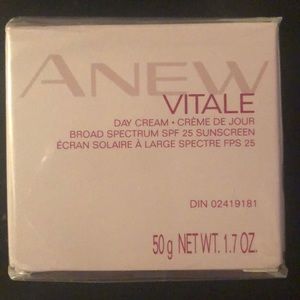 ANEW
VITALE
DAY CREAM • CRÈME DE JOUR
BROAD SPECTRUM SPF 25 SUNSCREEN
ÉCRAN SOLAIRE À LARGE SPECTRE FPS 25
DIN 02419181
50 g NET WT. 1.7 OZ.